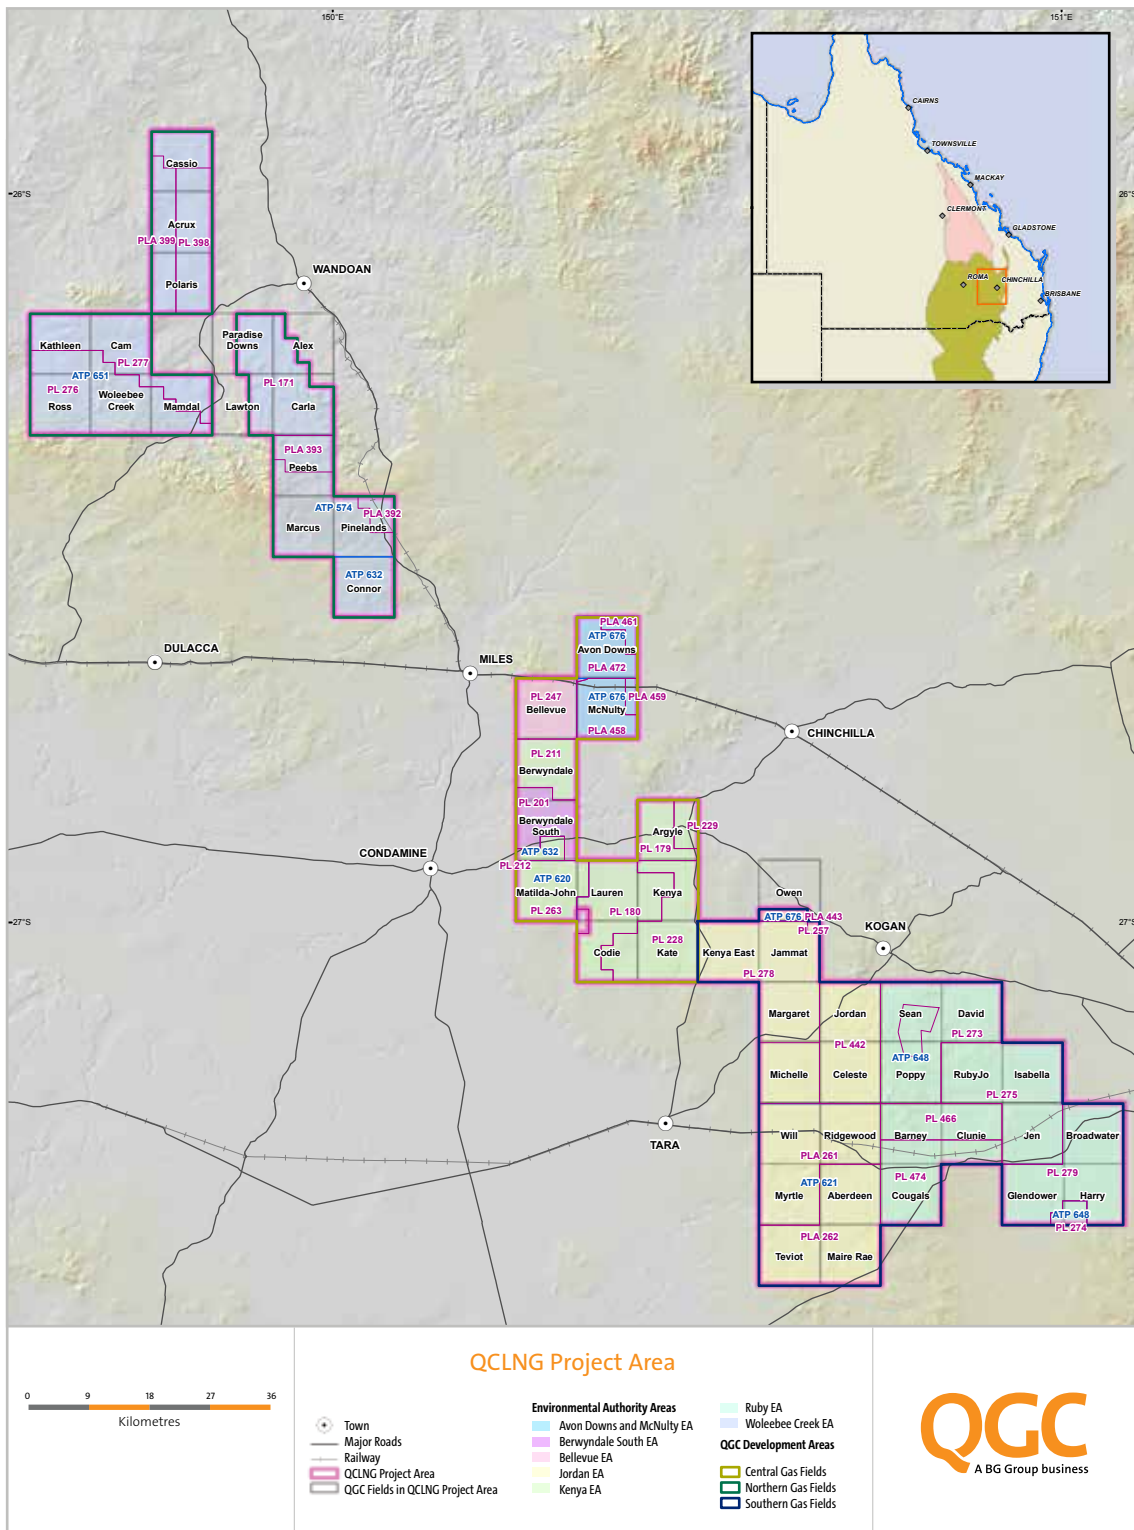 150°E
151°E
26°S
26°S
CAIRNS
TOWNSVILLE
MACKAY
CLERMONT
GLADSTONE
ROMA
CHINCHILLA
BRISBANE
Cassio
Acrux
PLA 399
PL 398
Polaris
WANDOAN
Kathleen
Cam
Paradise
Downs
Alex
PL 277
ATP 651
PL 276
Ross
Woleebee
Creek
Mamdal
PL 171
Lawton
Carla
PLA 393
Peebs
ATP 574
PLA 392
Marcus
Pinelands
ATP 632
Connor
DULACCA
MILES
PLA 461
ATP 676
Avon Downs
PLA 472
PL 247
Bellevue
ATP 676
PLA 459
McNulty
PLA 458
CHINCHILLA
PL 211
Berwyndale
PL 201
Berwyndale
South
ATP 632
Argyle
PL 229
PL 179
CONDAMINE
PL 212
ATP 620
Matilda-John
PL 263
Lauren
Kenya
PL 180
Owen
ATP 676
PLA 443
PL 257
KOGAN
27°S
27°S
Codie
PL 228
Kate
Kenya East
Jammat
PL 278
Margaret
Jordan
Sean
David
PL 273
PL 442
ATP 648
Michelle
Celeste
Poppy
RubyJo
Isabella
PL 275
TARA
PL 466
Will
Ridgewood
Barney
Clunie
Jen
Broadwater
PLA 261
PL 279
ATP 621
PL 474
Myrtle
Aberdeen
Cougals
Glendower
Harry
ATP 648
PL 274
PLA 262
Teviot
Maire Rae
QCLNG Project Area
0 9 18 27 36
Kilometres
Town
Major Roads
Railway
QCLNG Project Area
QGC Fields in QCLNG Project Area
Environmental Authority Areas
Avon Downs and McNulty EA
Berwyndale South EA
Bellevue EA
Jordan EA
Kenya EA
Ruby EA
Woleebee Creek EA
QGC Development Areas
Central Gas Fields
Northern Gas Fields
Southern Gas Fields
QGC
A BG Group business